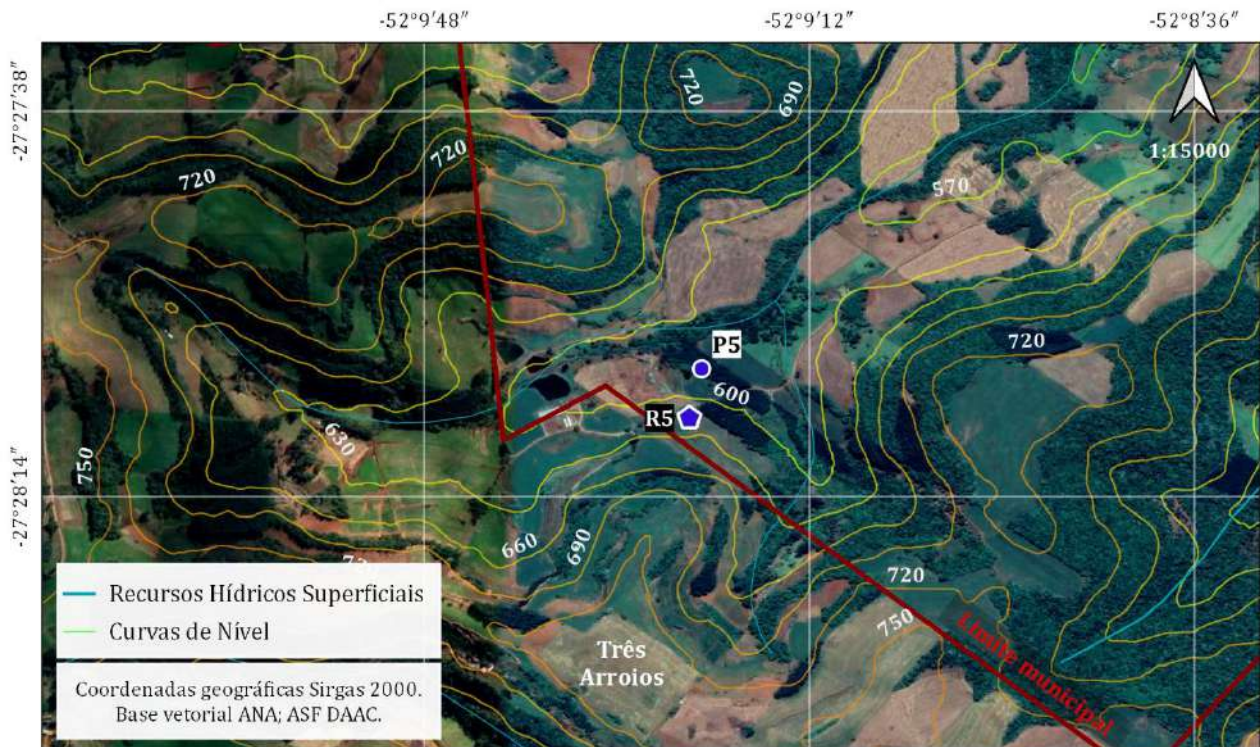 -52°9′48″
-52°9′12″
-52°8′36″
-27°27′38″
-27°28′14″
720
690
1:15000
720
720
570
720
P5
600
R5
630
750
660
690
720
750
Três
Arroios
Limite municipal
Recursos Hídricos Superficiais
Curvas de Nível
Coordenadas geográficas Sirgas 2000.
Base vetorial ANA; ASF DAAC.